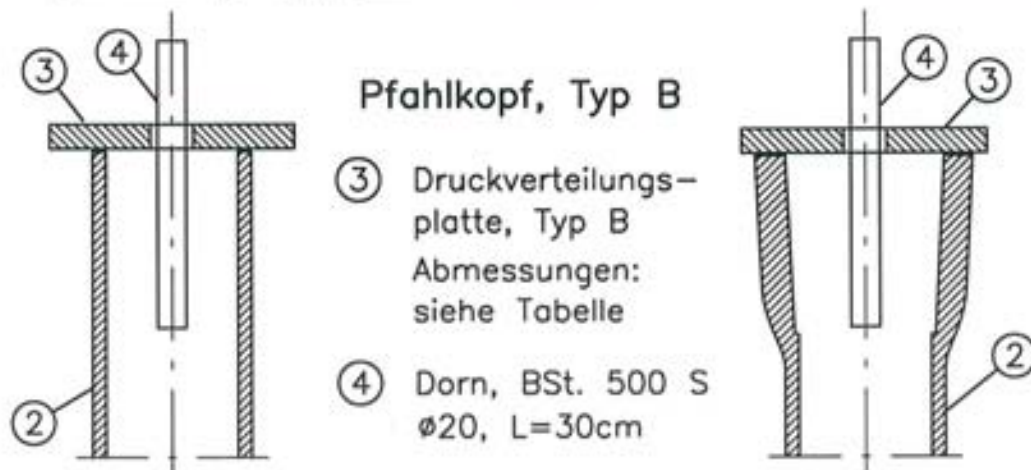 ④
④
③
Pfahlkopf, Typ B
③
③ Druckverteilungs-
platte, Typ B
Abmessungen:
siehe Tabelle
④ Dorn, BSt. 500 S
ø20, L=30cm
②
②